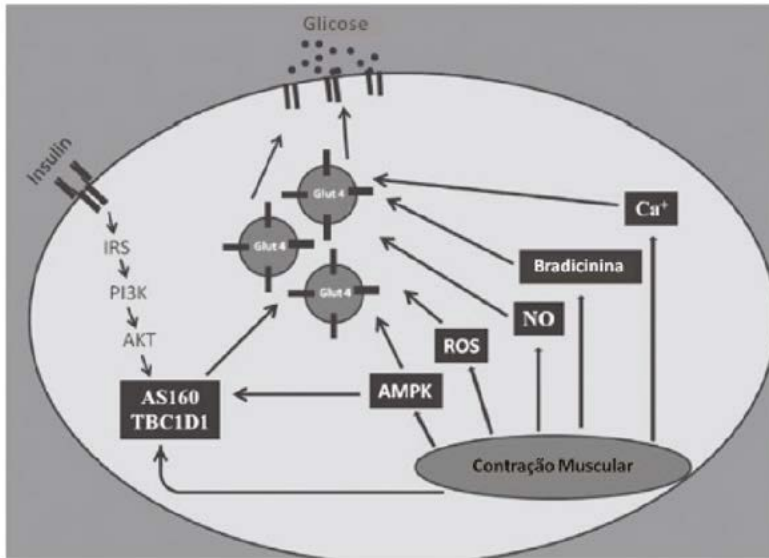 Glicose
Insulin
IRS
PI3K
AKT
AS160
TBC1D1
Glut 4
Glut 4
Glut 4
Ca⁺
Bradicinina
NO
ROS
AMPK
Contração Muscular